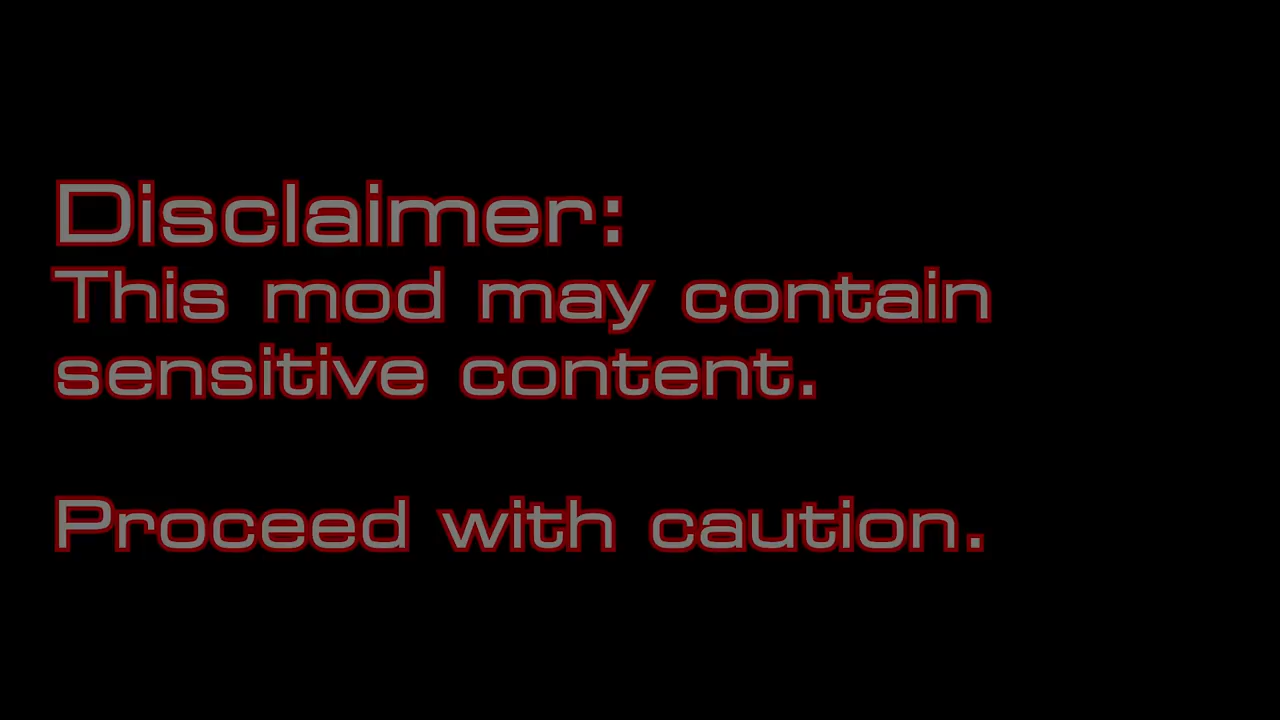 Disclaimer:
This mod may contain
sensitive content.
Proceed with caution.